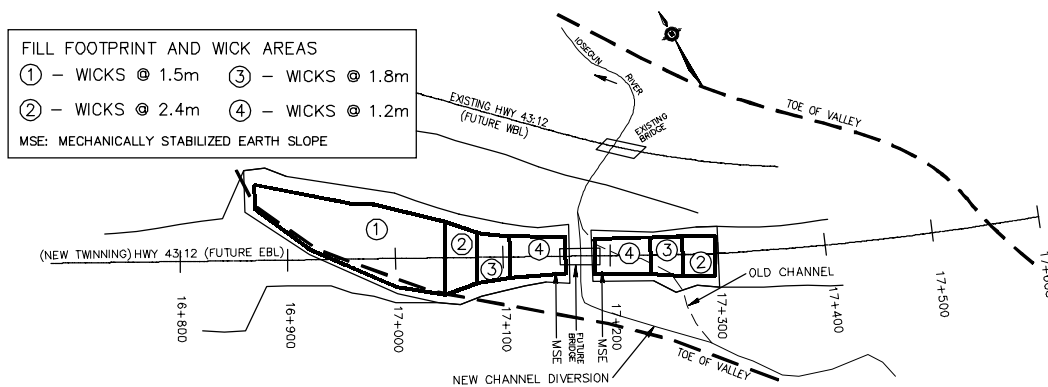 FILL FOOTPRINT AND WICK AREAS
1 - WICKS @ 1.5m
3 - WICKS @ 1.8m
2 - WICKS @ 2.4m
4 - WICKS @ 1.2m
MSE: MECHANICALLY STABILIZED EARTH SLOPE
IOSEGUN
RIVER
TOE OF VALLEY
EXISTING HWY 43:12
(FUTURE WBL)
EXISTING
BRIDGE
1
2
3
4
4
3
2
(NEW TWINNING) HWY 43:12 (FUTURE EBL)
OLD CHANNEL
16+800
16+900
17+000
17+100
MSE
FUTURE
BRIDGE
MSE
17+200
17+300
17+400
17+500
17+600
TOE OF VALLEY
NEW CHANNEL DIVERSION